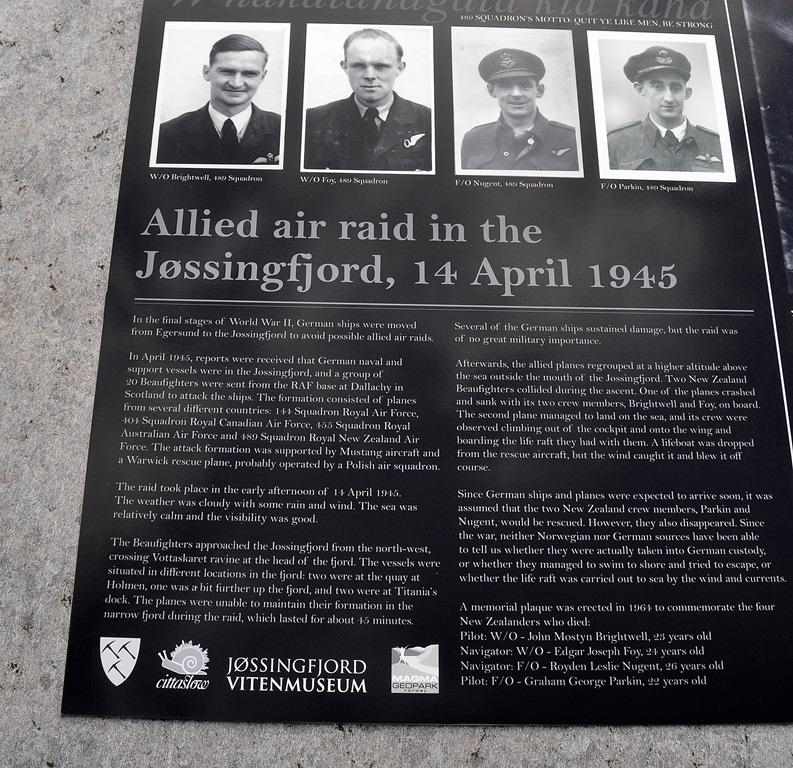 489 SQUADRON'S MOTTO: QUIT YE LIKE MEN, BE STRONG
W/O Brightwell, 489 Squadron
W/O Foy, 489 Squadron
F/O Nugent, 489 Squadron
F/O Parkin, 489 Squadron
Allied air raid in the
Jøssingfjord, 14 April 1945
In the final stages of World War II, German ships were moved
from Egersund to the Jøssingfjord to avoid possible allied air raids.
In April 1945, reports were received that German naval and
support vessels were in the Jøssingfjord, and a group of
20 Beaufighters were sent from the RAF base at Dallachy in
Scotland to attack the ships. The formation consisted of planes
from several different countries: 144 Squadron Royal Air Force,
404 Squadron Royal Canadian Air Force, 455 Squadron Royal
Australian Air Force and 489 Squadron Royal New Zealand Air
Force. The attack formation was supported by Mustang aircraft and
a Warwick rescue plane, probably operated by a Polish air squadron.
The raid took place in the early afternoon of 14 April 1945.
The weather was cloudy with some rain and wind. The sea was
relatively calm and the visibility was good.
The Beaufighters approached the Jøssingfjord from the north-west,
crossing Vottaskaret ravine at the head of the fjord. The vessels were
situated in different locations in the fjord: two were at the quay at
Holmen, one was a bit further up the fjord, and two were at Titania's
dock. The planes were unable to maintain their formation in the
narrow fjord during the raid, which lasted for about 45 minutes.
Several of the German ships sustained damage, but the raid was
of no great military importance.
Afterwards, the allied planes regrouped at a higher altitude above
the sea outside the mouth of the Jøssingfjord. Two New Zealand
Beaufighters collided during the ascent. One of the planes crashed
and sank with its two crew members, Brightwell and Foy, on board.
The second plane managed to land on the sea, and its crew were
observed climbing out of the cockpit and onto the wing and
boarding the life raft they had with them. A lifeboat was dropped
from the rescue aircraft, but the wind caught it and blew it off
course.
Since German ships and planes were expected to arrive soon, it was
assumed that the two New Zealand crew members, Parkin and
Nugent, would be rescued. However, they also disappeared. Since
the war, neither Norwegian nor German sources have been able
to tell us whether they were actually taken into German custody,
or whether they managed to swim to shore and tried to escape, or
whether the life raft was carried out to sea by the wind and currents.
A memorial plaque was erected in 1964 to commemorate the four
New Zealanders who died:
Pilot: W/O - John Mostyn Brightwell, 23 years old
Navigator: W/O - Edgar Joseph Foy, 24 years old
Navigator: F/O - Royden Leslie Nugent, 26 years old
Pilot: F/O - Graham George Parkin, 22 years old
cittaslow
JØSSINGFJORD
VITENMUSEUM
MAGMA
GEOPARK